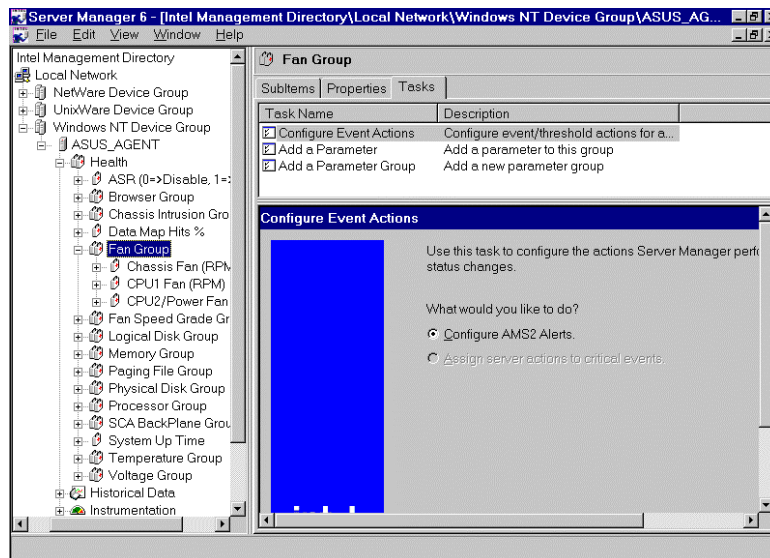 Server Manager 6 - [Intel Management Directory\Local Network\Windows NT Device Group\ASUS_AG...
File Edit View Window Help
Intel Management Directory
Local Network
NetWare Device Group
UnixWare Device Group
Windows NT Device Group
ASUS_AGENT
Health
ASR (0=>Disable, 1=>
Browser Group
Chassis Intrusion Gro
Data Map Hits %
Fan Group
Chassis Fan (RPM
CPU1 Fan (RPM)
CPU2/Power Fan
Fan Speed Grade Gr
Logical Disk Group
Memory Group
Paging File Group
Physical Disk Group
Processor Group
SCA BackPlane Grou
System Up Time
Temperature Group
Voltage Group
Historical Data
Instrumentation
Fan Group
SubItems Properties Tasks
Task Name Description
Configure Event Actions Configure event/threshold actions for a...
Add a Parameter Add a parameter to this group
Add a Parameter Group Add a new parameter group
Configure Event Actions
Use this task to configure the actions Server Manager perfo
status changes.
What would you like to do?
Configure AMS2 Alerts.
Assign server actions to critical events.